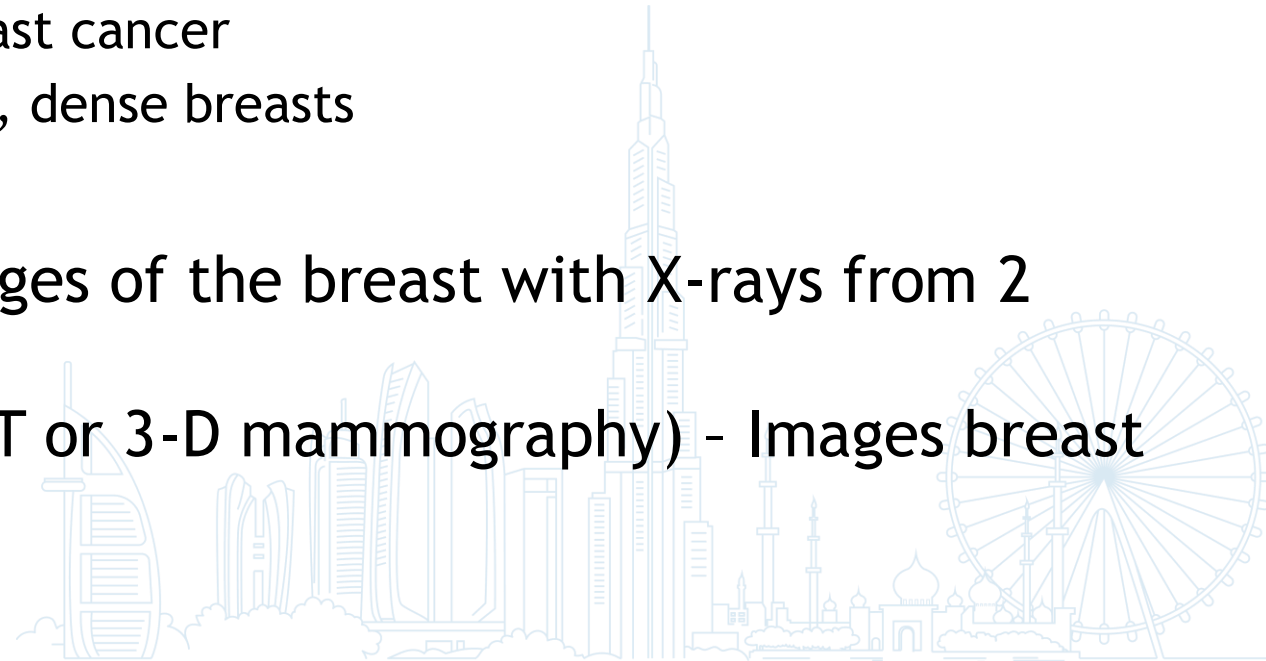 ast cancer
, dense breasts
ges of the breast with X-rays from 2
T or 3-D mammography) – Images breast